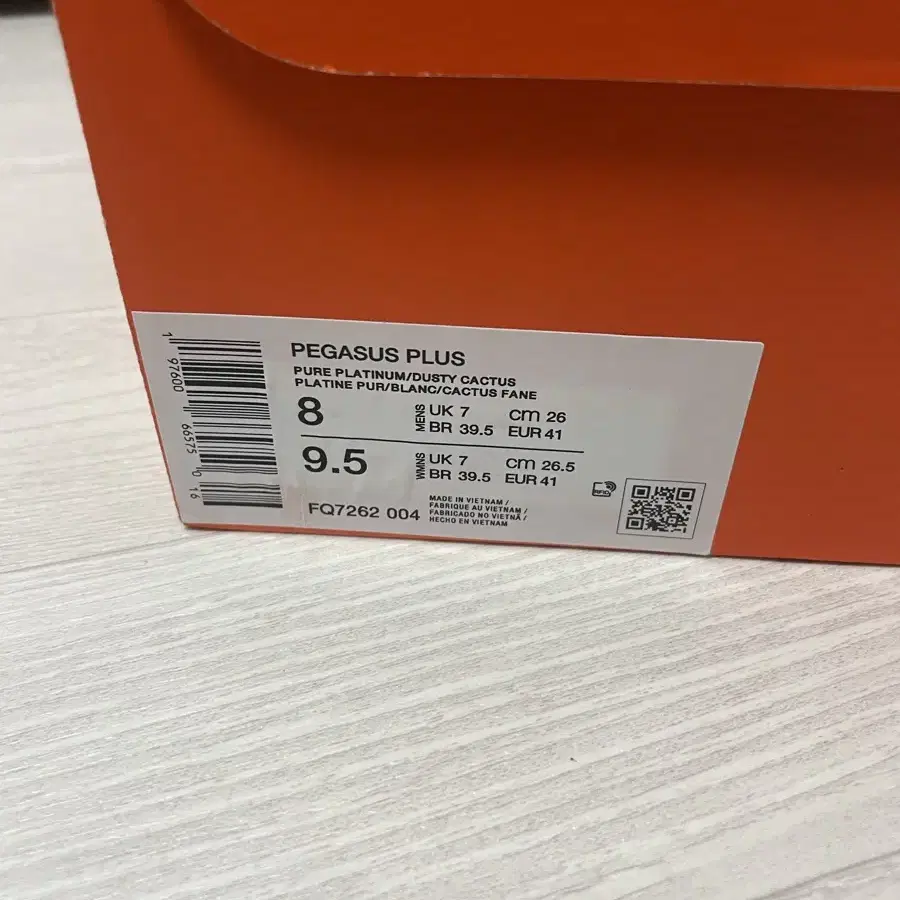 PEGASUS PLUS
PURE PLATINUM/DUSTY CACTUS
PLATINE PUR/BLANC/CACTUS FANE
8 MENS UK 7 cm 26
BR 39.5 EUR 41
9.5 WMNS UK 7 cm 26.5
BR 39.5 EUR 41
FQ7262 004
MADE IN VIETNAM /
FABRIQUE AU VIETNAM /
FABRICADO NO VIETNÃ /
HECHO EN VIETNAM
RFID
1 97600 66575 0 16